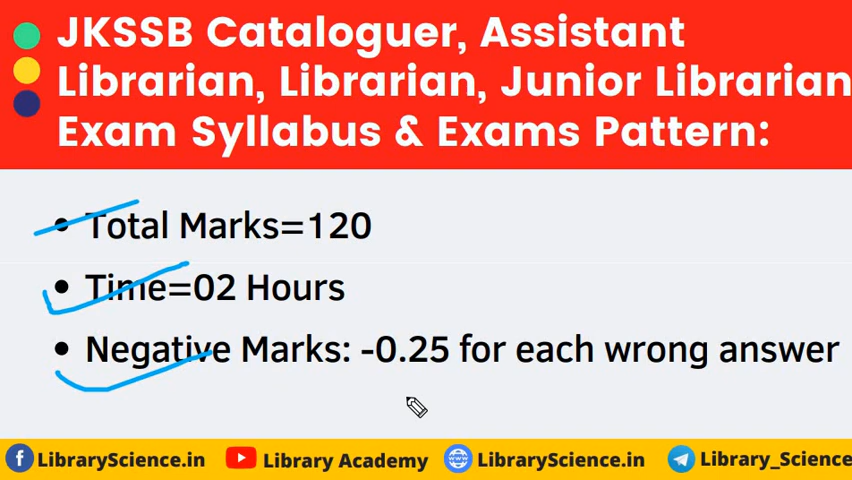 JKSSB Cataloguer, Assistant
Librarian, Librarian, Junior Librarian
Exam Syllabus & Exams Pattern:
• Total Marks=120
• Time=02 Hours
• Negative Marks: -0.25 for each wrong answer
LibraryScience.in Library Academy LibraryScience.in Library_Science